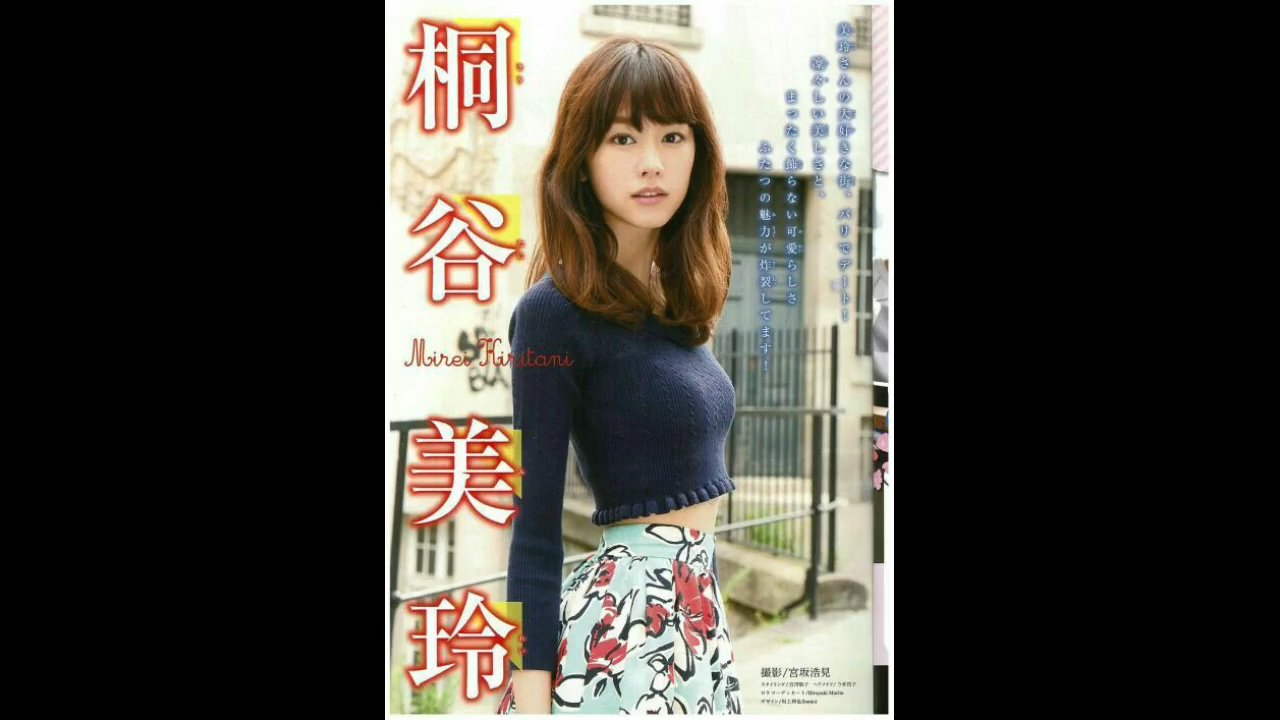 桐谷美玲
Mirei Kiritani
美玲さんの大好きな街、パリでデート！
凛々しい美しさと、
まったく飾らない可愛らしさ
ふたつの魅力が炸裂してます！
撮影/宮坂浩見